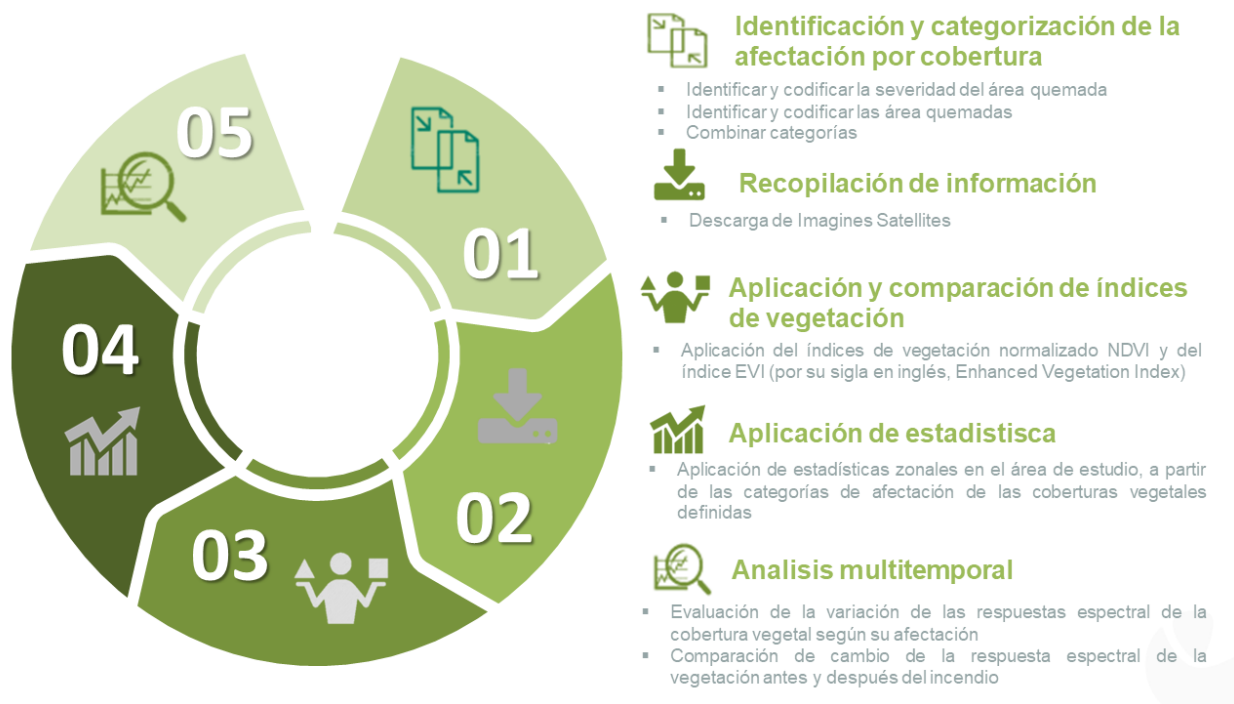 05
01
04
02
03
Identificación y categorización de la
afectación por cobertura
▪ Identificar y codificar la severidad del área quemada
▪ Identificar y codificar las área quemadas
▪ Combinar categorías
Recopilación de información
▪ Descarga de Imagines Satellites
Aplicación y comparación de índices
de vegetación
▪ Aplicación del índices de vegetación normalizado NDVI y del
índice EVI (por su sigla en inglés, Enhanced Vegetation Index)
Aplicación de estadistisca
▪ Aplicación de estadísticas zonales en el área de estudio, a partir
de las categorías de afectación de las coberturas vegetales
definidas
Analisis multitemporal
▪ Evaluación de la variación de las respuestas espectral de la
cobertura vegetal según su afectación
▪ Comparación de cambio de la respuesta espectral de la
vegetación antes y después del incendio